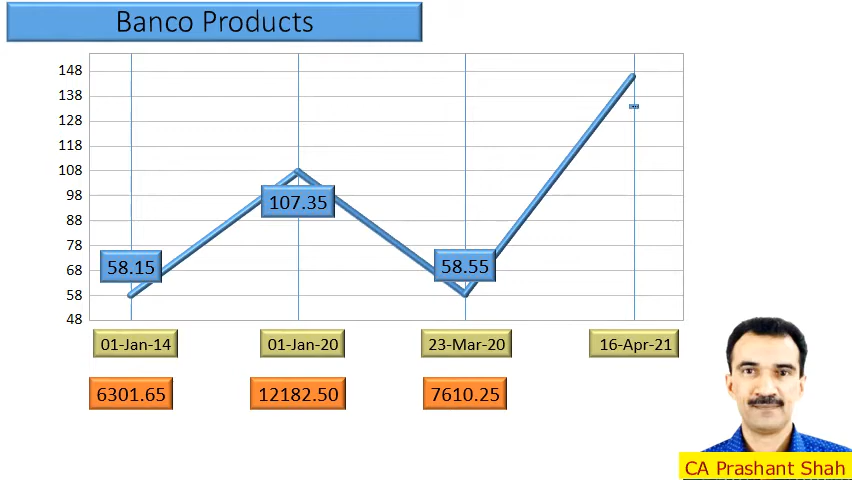 Banco Products
148
138
128
118
108
98
88
78
68
58
48
58.15
107.35
58.55
01-Jan-14
01-Jan-20
23-Mar-20
16-Apr-21
6301.65
12182.50
7610.25
CA Prashant Shah